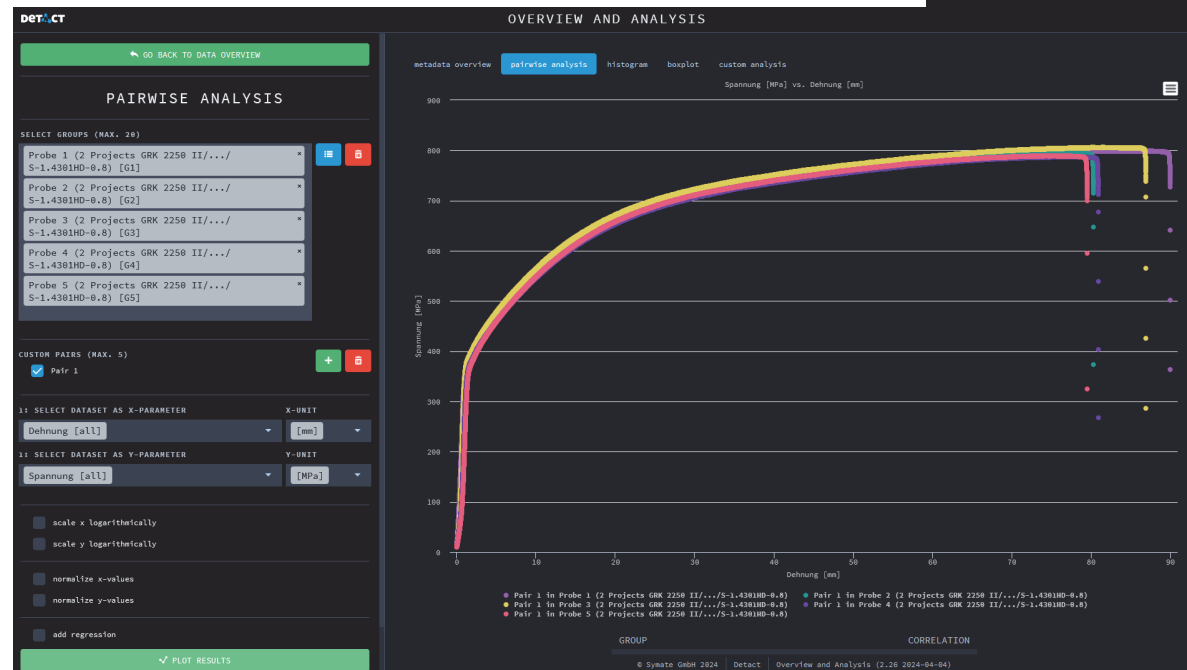 DETACT
OVERVIEW AND ANALYSIS
GO BACK TO DATA OVERVIEW
PAIRWISE ANALYSIS
SELECT GROUPS (MAX. 20)
Probe 1 (2 Projects GRK 2250 II/.../
S-1.4301HD-0.8) [G1]
×
Probe 2 (2 Projects GRK 2250 II/.../
S-1.4301HD-0.8) [G2]
×
Probe 3 (2 Projects GRK 2250 II/.../
S-1.4301HD-0.8) [G3]
×
Probe 4 (2 Projects GRK 2250 II/.../
S-1.4301HD-0.8) [G4]
×
Probe 5 (2 Projects GRK 2250 II/.../
S-1.4301HD-0.8) [G5]
×
CUSTOM PAIRS (MAX. 5)
Pair 1
+
1: SELECT DATASET AS X-PARAMETER X-UNIT
Dehnung [all] [mm]
1: SELECT DATASET AS Y-PARAMETER Y-UNIT
Spannung [all] [MPa]
scale x logarithmically
scale y logarithmically
normalize x-values
normalize y-values
add regression
PLOT RESULTS
metadata overview pairwise analysis histogram boxplot custom analysis
Spannung [MPa] vs. Dehnung [mm]
900
800
700
600
500
400
300
200
100
0
Spannung [MPa]
0 10 20 30 40 50 60 70 80 90
Dehnung [mm]
Pair 1 in Probe 1 (2 Projects GRK 2250 II/.../S-1.4301HD-0.8) Pair 1 in Probe 2 (2 Projects GRK 2250 II/.../S-1.4301HD-0.8)
Pair 1 in Probe 3 (2 Projects GRK 2250 II/.../S-1.4301HD-0.8) Pair 1 in Probe 4 (2 Projects GRK 2250 II/.../S-1.4301HD-0.8)
Pair 1 in Probe 5 (2 Projects GRK 2250 II/.../S-1.4301HD-0.8)
GROUP CORRELATION
© Symate GmbH 2024 | Detact | Overview and Analysis (2.26 2024-04-04)